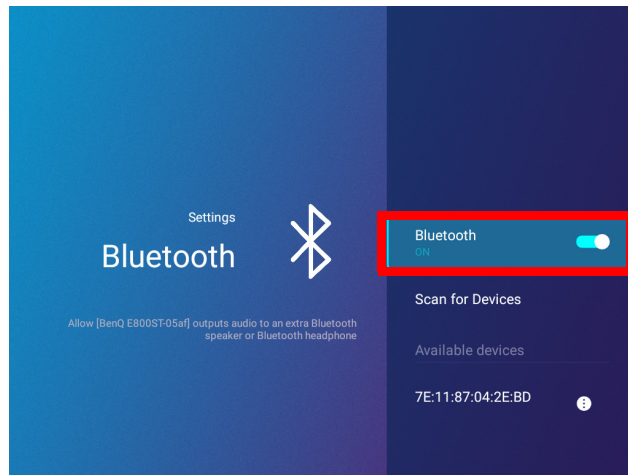 Settings
Bluetooth
Allow [BenQ E800ST-05af] outputs audio to an extra Bluetooth
speaker or Bluetooth headphone
Bluetooth
ON
Scan for Devices
Available devices
7E:11:87:04:2E:BD